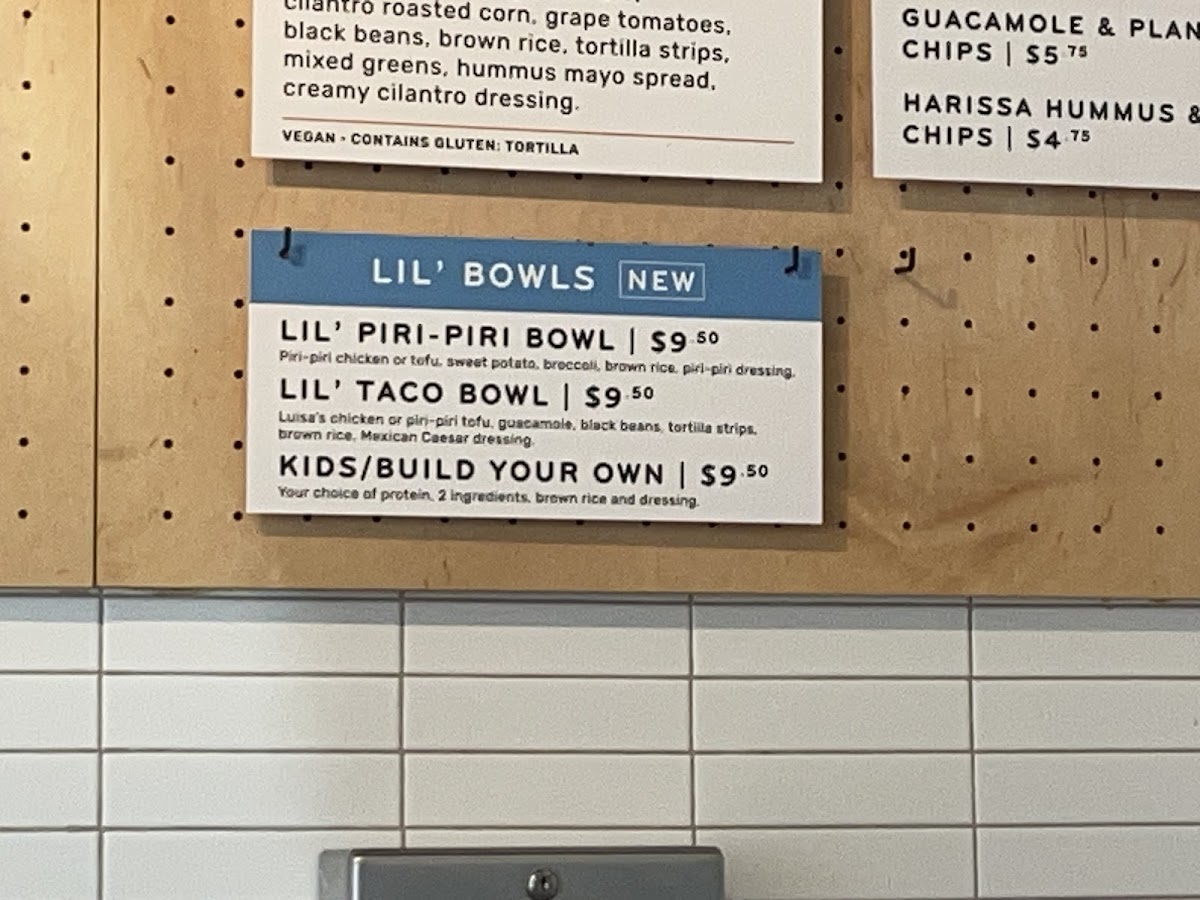 cilantro roasted corn, grape tomatoes,
black beans, brown rice, tortilla strips,
mixed greens, hummus mayo spread,
creamy cilantro dressing.
VEGAN - CONTAINS GLUTEN: TORTILLA
GUACAMOLE & PLAN
CHIPS | $5.75
HARISSA HUMMUS &
CHIPS | $4.75
LIL' BOWLS NEW
LIL' PIRI-PIRI BOWL | $9.50
Piri-piri chicken or tofu, sweet potato, broccoli, brown rice, piri-piri dressing.
LIL' TACO BOWL | $9.50
Luisa's chicken or piri-piri tofu, guacamole, black beans, tortilla strips,
brown rice, Mexican Caesar dressing.
KIDS/BUILD YOUR OWN | $9.50
Your choice of protein, 2 ingredients, brown rice and dressing.